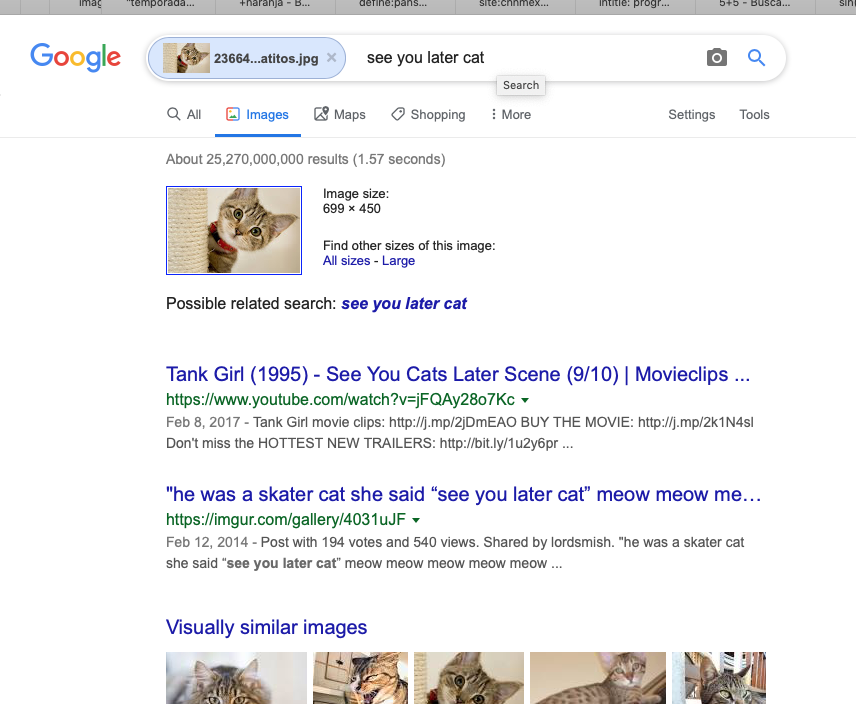 "temporada...
+naranja - B...
define:pans...
site:cnnmex...
intitle: progr...
5+5 - Busca...
Google
23664...atitos.jpg ×
see you later cat
Search
All
Images
Maps
Shopping
More
Settings
Tools
About 25,270,000,000 results (1.57 seconds)
Image size:
699 × 450
Find other sizes of this image:
All sizes - Large
Possible related search: see you later cat
Tank Girl (1995) - See You Cats Later Scene (9/10) | Movieclips ...
https://www.youtube.com/watch?v=jFQAy28o7Kc
Feb 8, 2017 - Tank Girl movie clips: http://j.mp/2jDmEAO BUY THE MOVIE: http://j.mp/2k1N4sl
Don't miss the HOTTEST NEW TRAILERS: http://bit.ly/1u2y6pr ...
"he was a skater cat she said “see you later cat” meow meow me…
https://imgur.com/gallery/4031uJF
Feb 12, 2014 - Post with 194 votes and 540 views. Shared by lordsmish. "he was a skater cat
she said “see you later cat” meow meow meow meow meow ...
Visually similar images